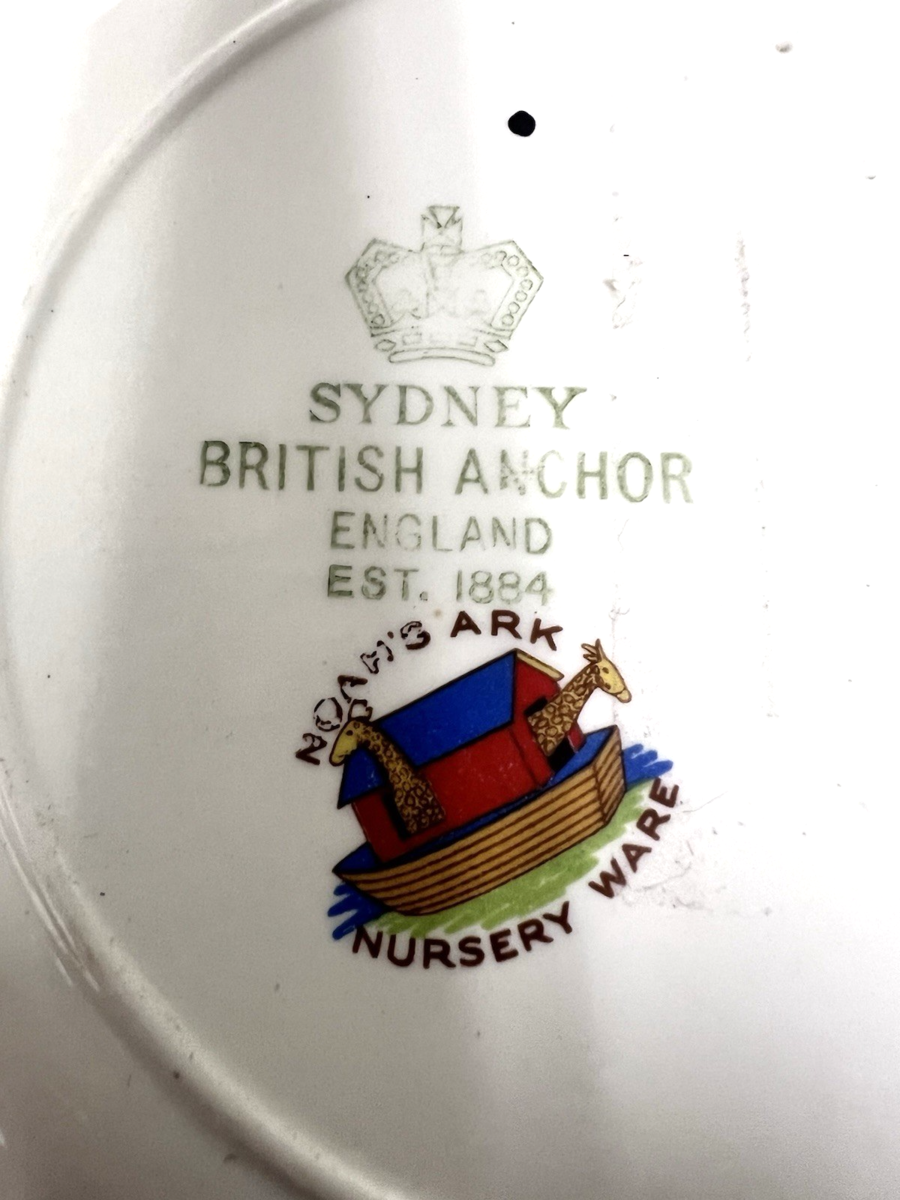 SYDNEY
BRITISH ANCHOR
ENGLAND
EST. 1884
NOAH'S ARK
NURSERY WARE